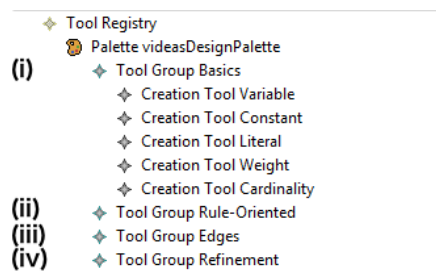 Tool Registry
Palette videasDesignPalette
(i) Tool Group Basics
Creation Tool Variable
Creation Tool Constant
Creation Tool Literal
Creation Tool Weight
Creation Tool Cardinality
(ii) Tool Group Rule-Oriented
(iii) Tool Group Edges
(iv) Tool Group Refinement